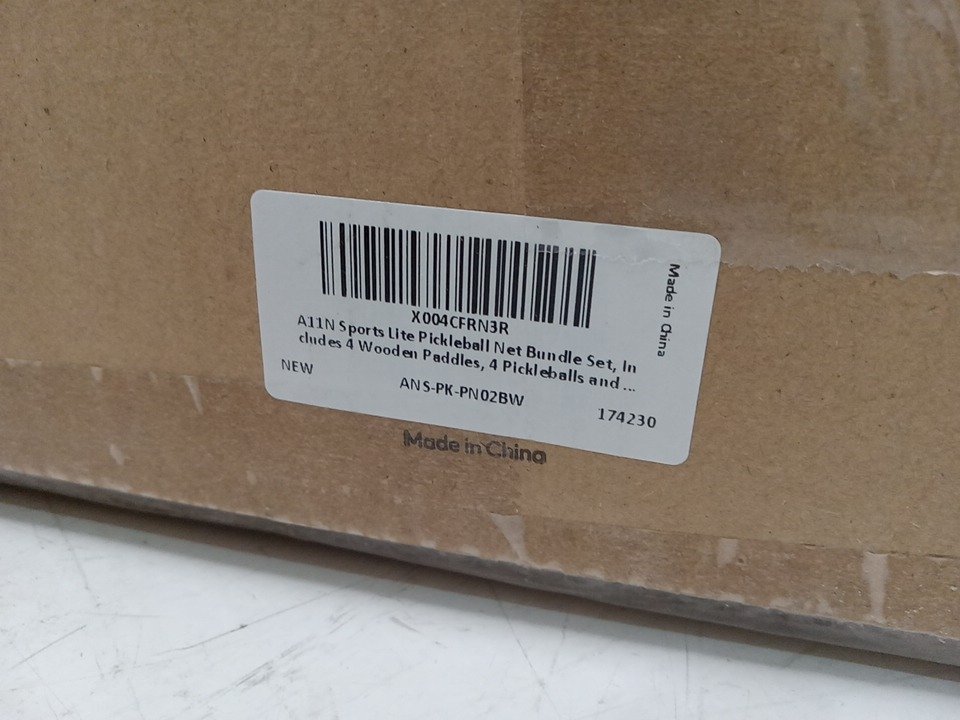 X004CFRN3R
A11N Sports Lite Pickleball Net Bundle Set, In
cludes 4 Wooden Paddles, 4 Pickleballs and ...
NEW
ANS-PK-PN02BW
174230
Made in China
Made in China